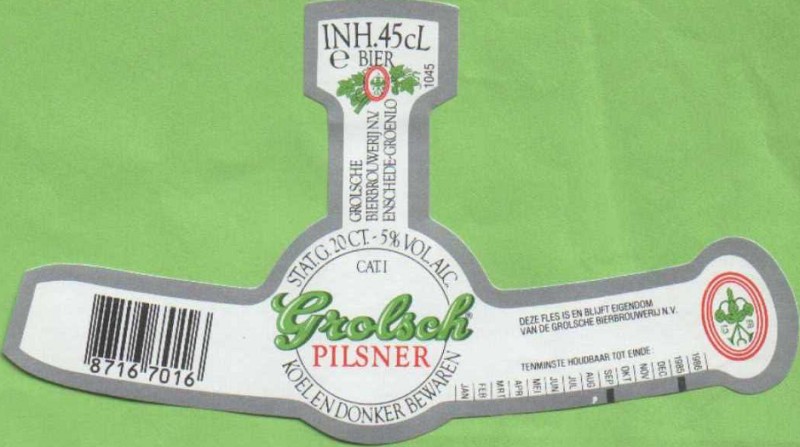 INH.45cL
e BIER
1045
GROLSCHE
BIERBROUWERIJ N.V.
ENSCHEDE-GROENLO
STAT.G. 20 CT. - 5% VOL.ALC.
CAT.I
Grolsch®
PILSNER
KOEL EN DONKER BEWAREN
8716 7016
DEZE FLES IS EN BLIJFT EIGENDOM
VAN DE GROLSCHE BIERBROUWERIJ N.V.
TENMINSTE HOUDBAAR TOT EINDE:
JAN
FEB
MRT
APR
MEI
JUN
JUL
AUG
SEP
OKT
NOV
DEC
1985
1986